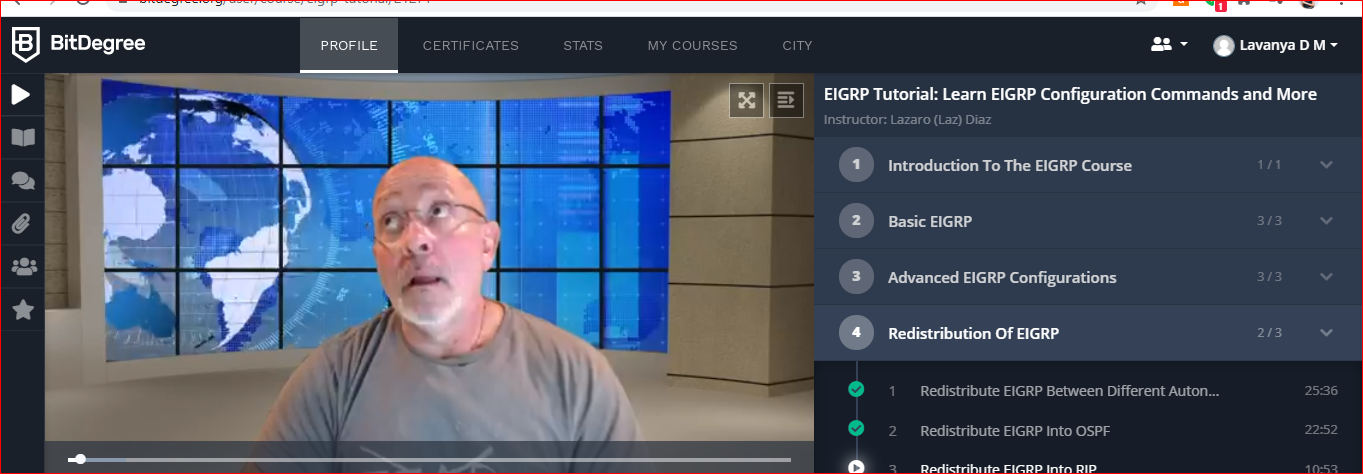 BitDegree
PROFILE
CERTIFICATES
STATS
MY COURSES
CITY
Lavanya D M
1
EIGRP Tutorial: Learn EIGRP Configuration Commands and More
Instructor: Lazaro (Laz) Diaz
1 Introduction To The EIGRP Course 1 / 1
2 Basic EIGRP 3 / 3
3 Advanced EIGRP Configurations 3 / 3
4 Redistribution Of EIGRP 2 / 3
1 Redistribute EIGRP Between Different Auton... 25:36
2 Redistribute EIGRP Into OSPF 22:52
3 Redistribute EIGRP Into RIP 10:53